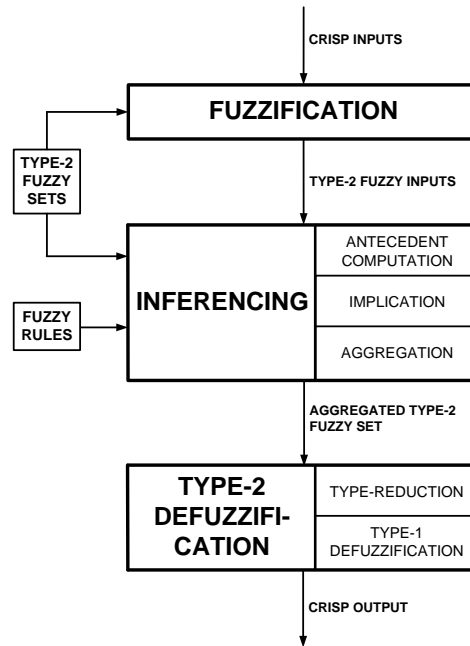 CRISP INPUTS
FUZZIFICATION
TYPE-2
FUZZY
SETS
TYPE-2 FUZZY INPUTS
INFERENCING
ANTECEDENT
COMPUTATION
IMPLICATION
AGGREGATION
FUZZY
RULES
AGGREGATED TYPE-2
FUZZY SET
TYPE-2
DEFUZZIFI-
CATION
TYPE-REDUCTION
TYPE-1
DEFUZZIFICATION
CRISP OUTPUT